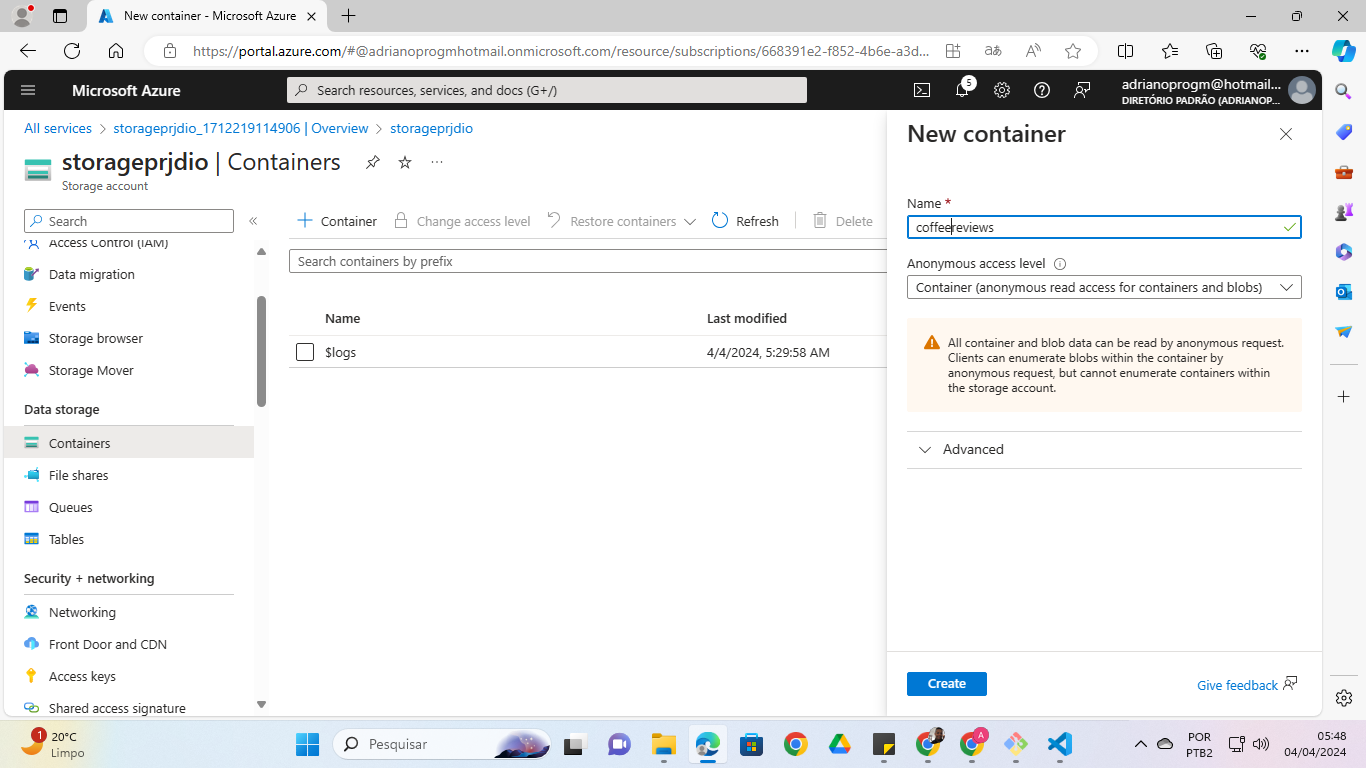 New container - Microsoft Azure
https://portal.azure.com/#@adrianoprogmhotmail.onmicrosoft.com/resource/subscriptions/668391e2-f852-4b6e-a3d...
Microsoft Azure
Search resources, services, and docs (G+/)
5
adrianoprogm@hotmail...
DIRETÓRIO PADRÃO (ADRIANOP...
All services > storageprjdio_1712219114906 | Overview > storageprjdio
storageprjdio | Containers
Storage account
Search
Access Control (IAM)
Data migration
Events
Storage browser
Storage Mover
Data storage
Containers
File shares
Queues
Tables
Security + networking
Networking
Front Door and CDN
Access keys
Shared access signature
Container
Change access level
Restore containers
Refresh
Delete
Search containers by prefix
Name
Last modified
$logs
4/4/2024, 5:29:58 AM
New container
Name *
coffeereviews
Anonymous access level
Container (anonymous read access for containers and blobs)
All container and blob data can be read by anonymous request.
Clients can enumerate blobs within the container by
anonymous request, but cannot enumerate containers within
the storage account.
Advanced
Create
Give feedback
1
20°C
Limpo
Pesquisar
A
POR
PTB2
05:48
04/04/2024